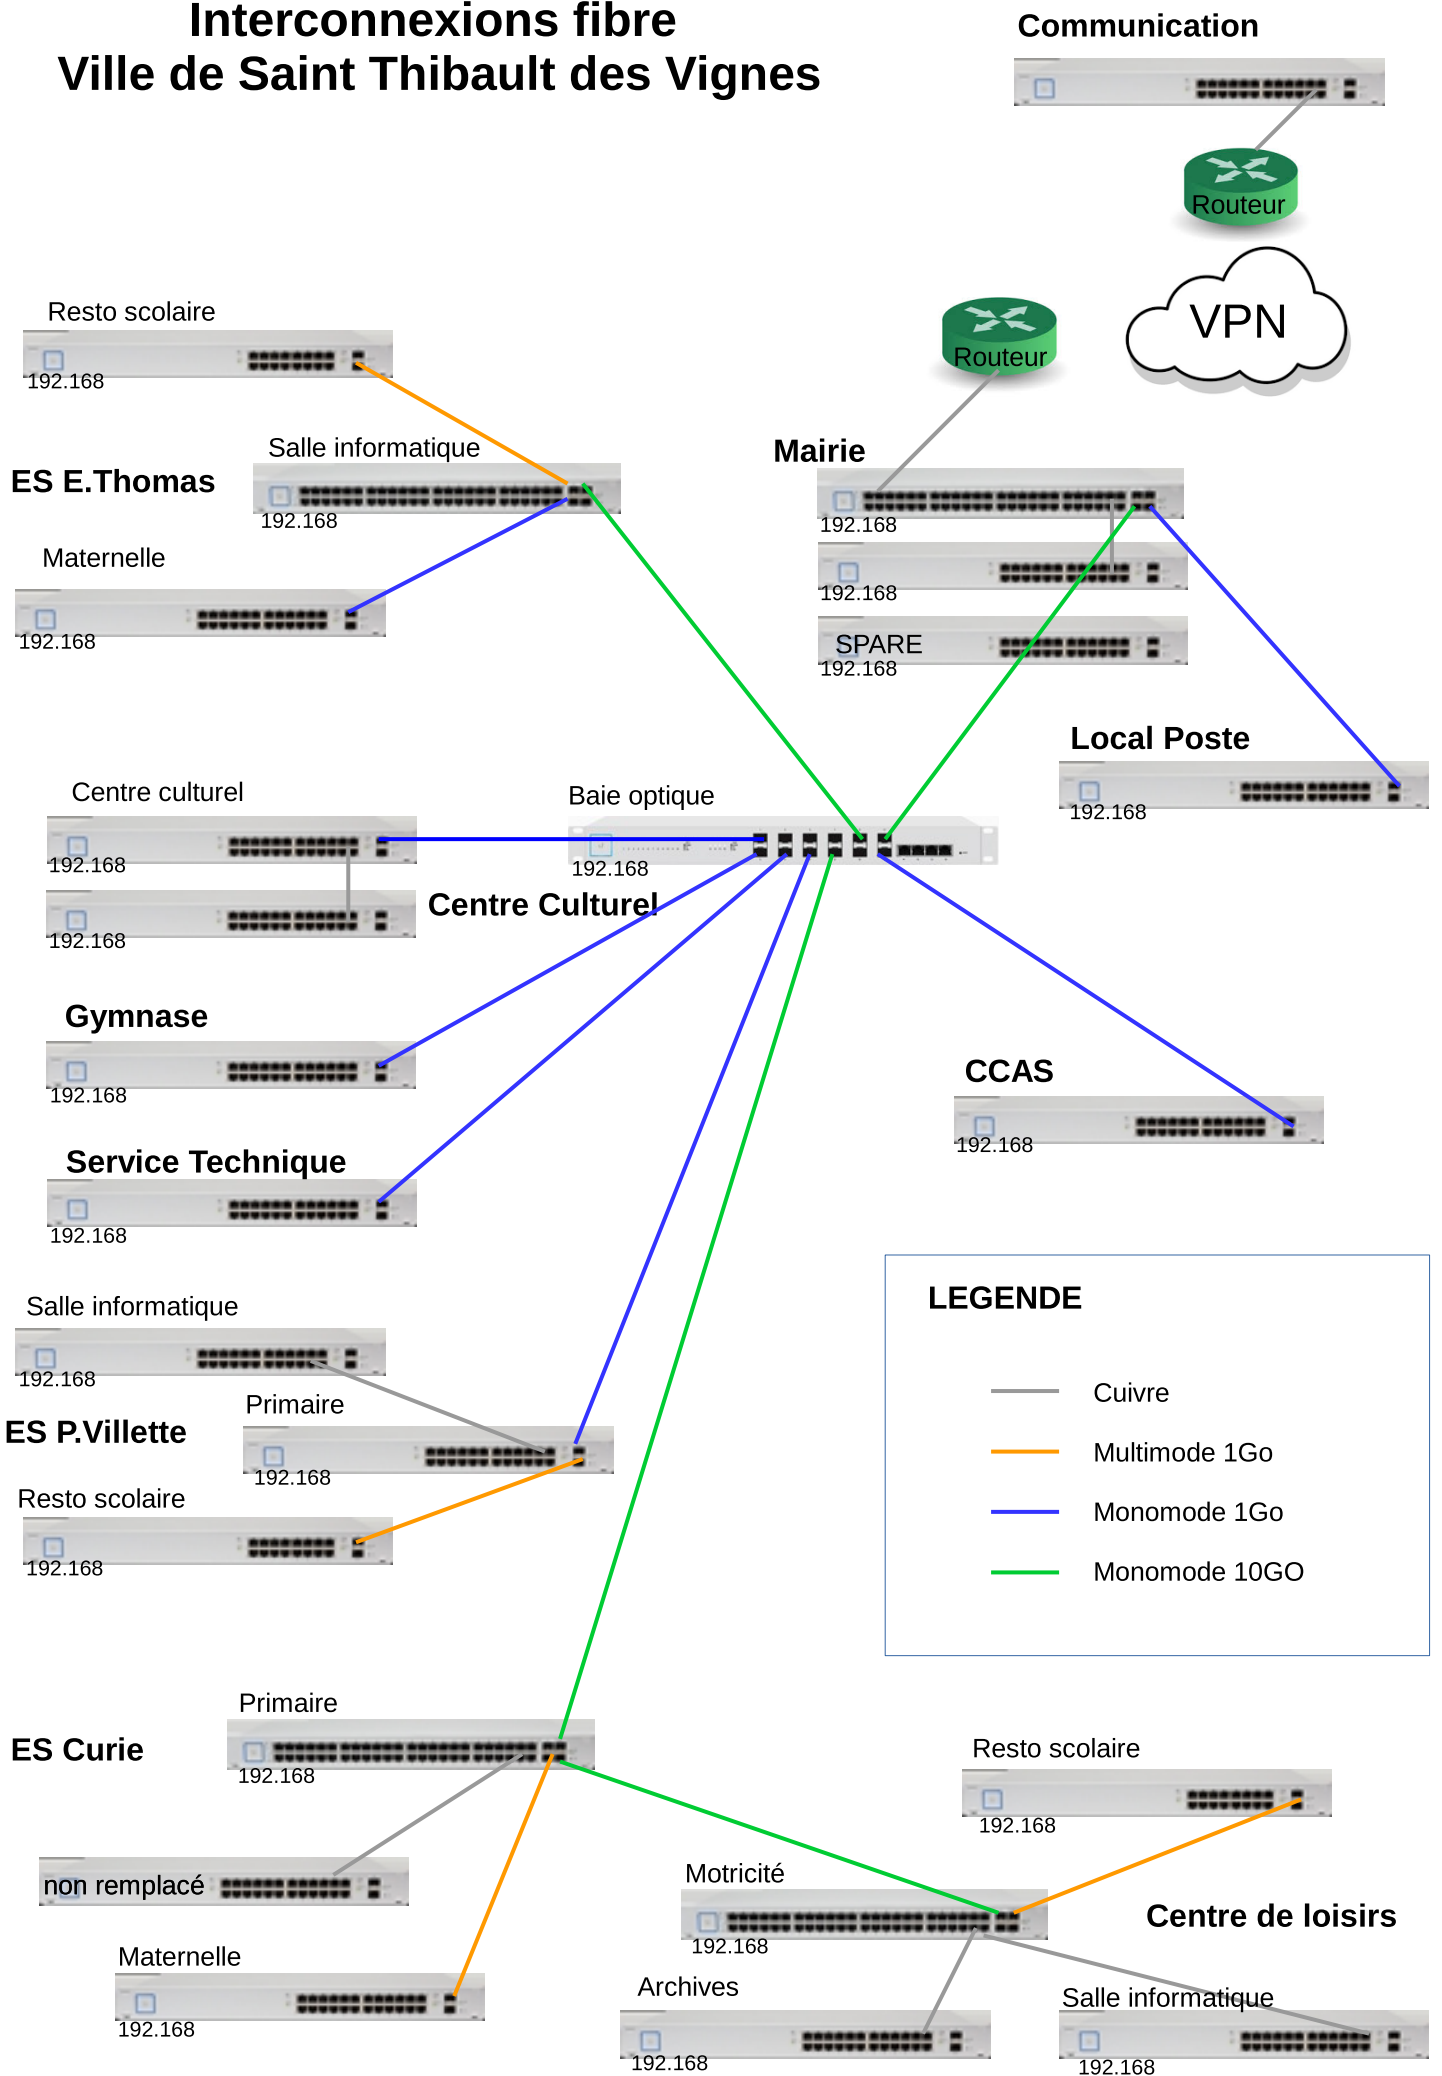 Interconnexions fibre
Ville de Saint Thibault des Vignes
Communication
Routeur
VPN
Routeur
Resto scolaire
192.168
Salle informatique
ES E.Thomas
192.168
Maternelle
192.168
Mairie
192.168
192.168
SPARE
192.168
Local Poste
192.168
Centre culturel
192.168
192.168
Baie optique
192.168
Centre Culturel
Gymnase
192.168
CCAS
192.168
Service Technique
192.168
Salle informatique
192.168
Primaire
ES P.Villette
192.168
Resto scolaire
192.168
LEGENDE
Cuivre
Multimode 1Go
Monomode 1Go
Monomode 10GO
Primaire
ES Curie
192.168
non remplacé
Maternelle
192.168
Resto scolaire
192.168
Motricité
192.168
Centre de loisirs
Archives
192.168
Salle informatique
192.168